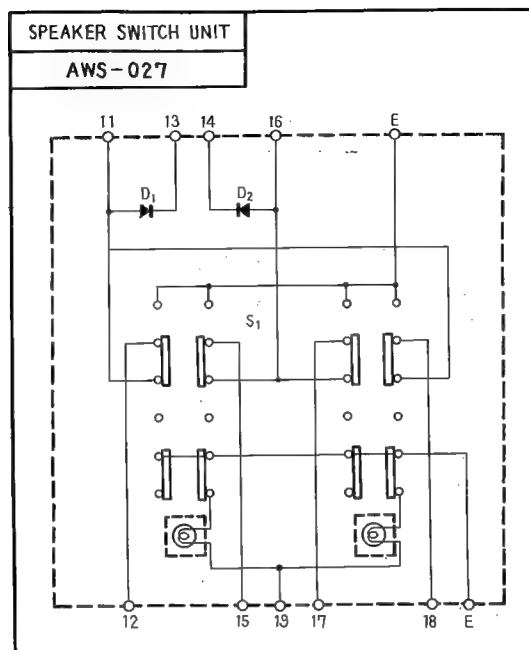 SPEAKER SWITCH UNIT
AWS-027
11 13 14 16 E
D1 D2
S1
12 15 19 17 18 E